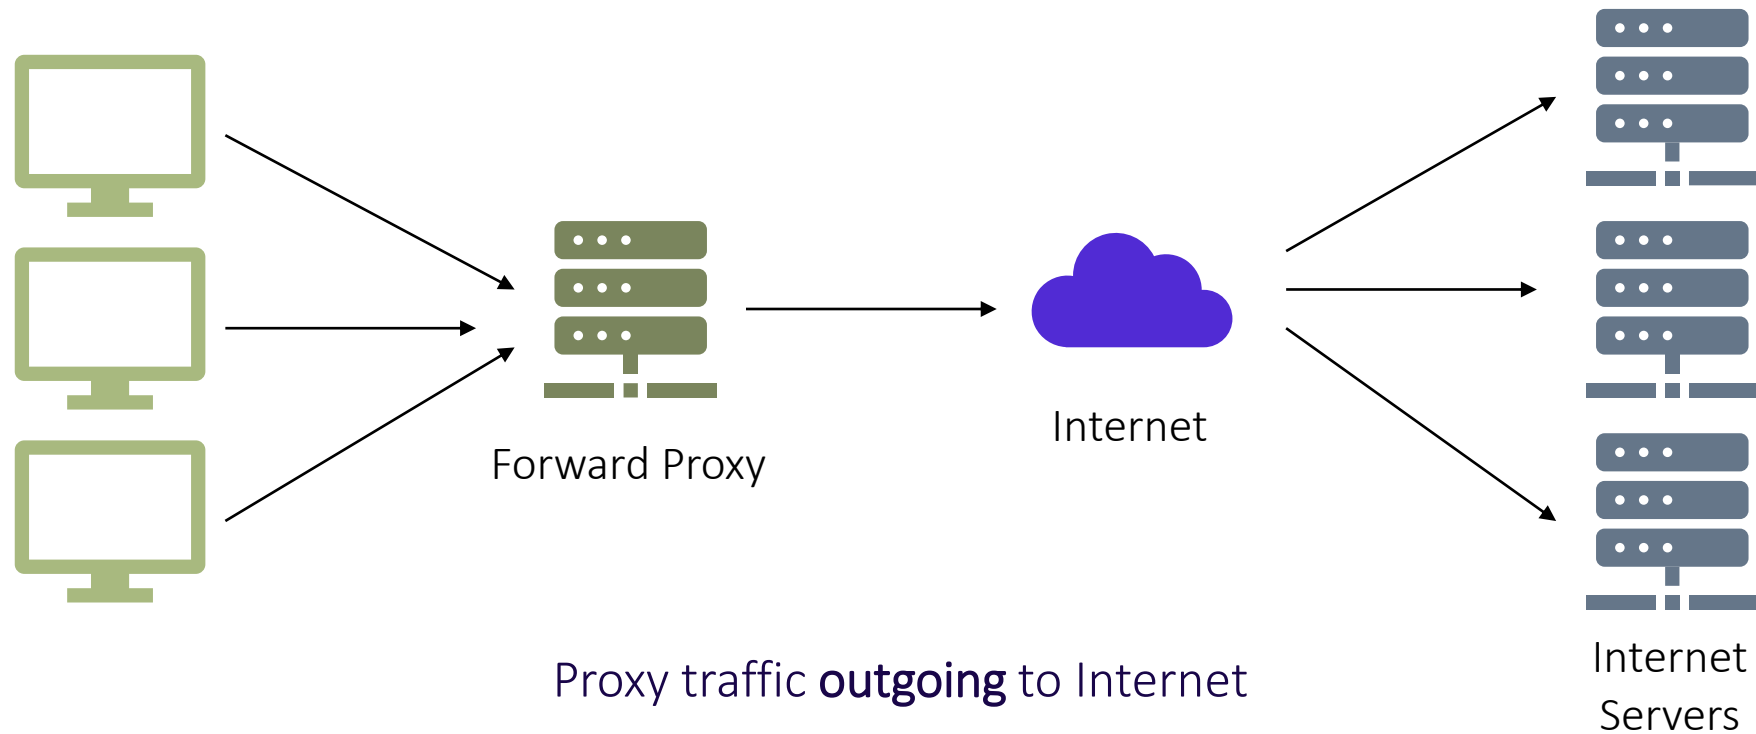 Forward Proxy
Internet
Internet
Servers
Proxy traffic outgoing to Internet